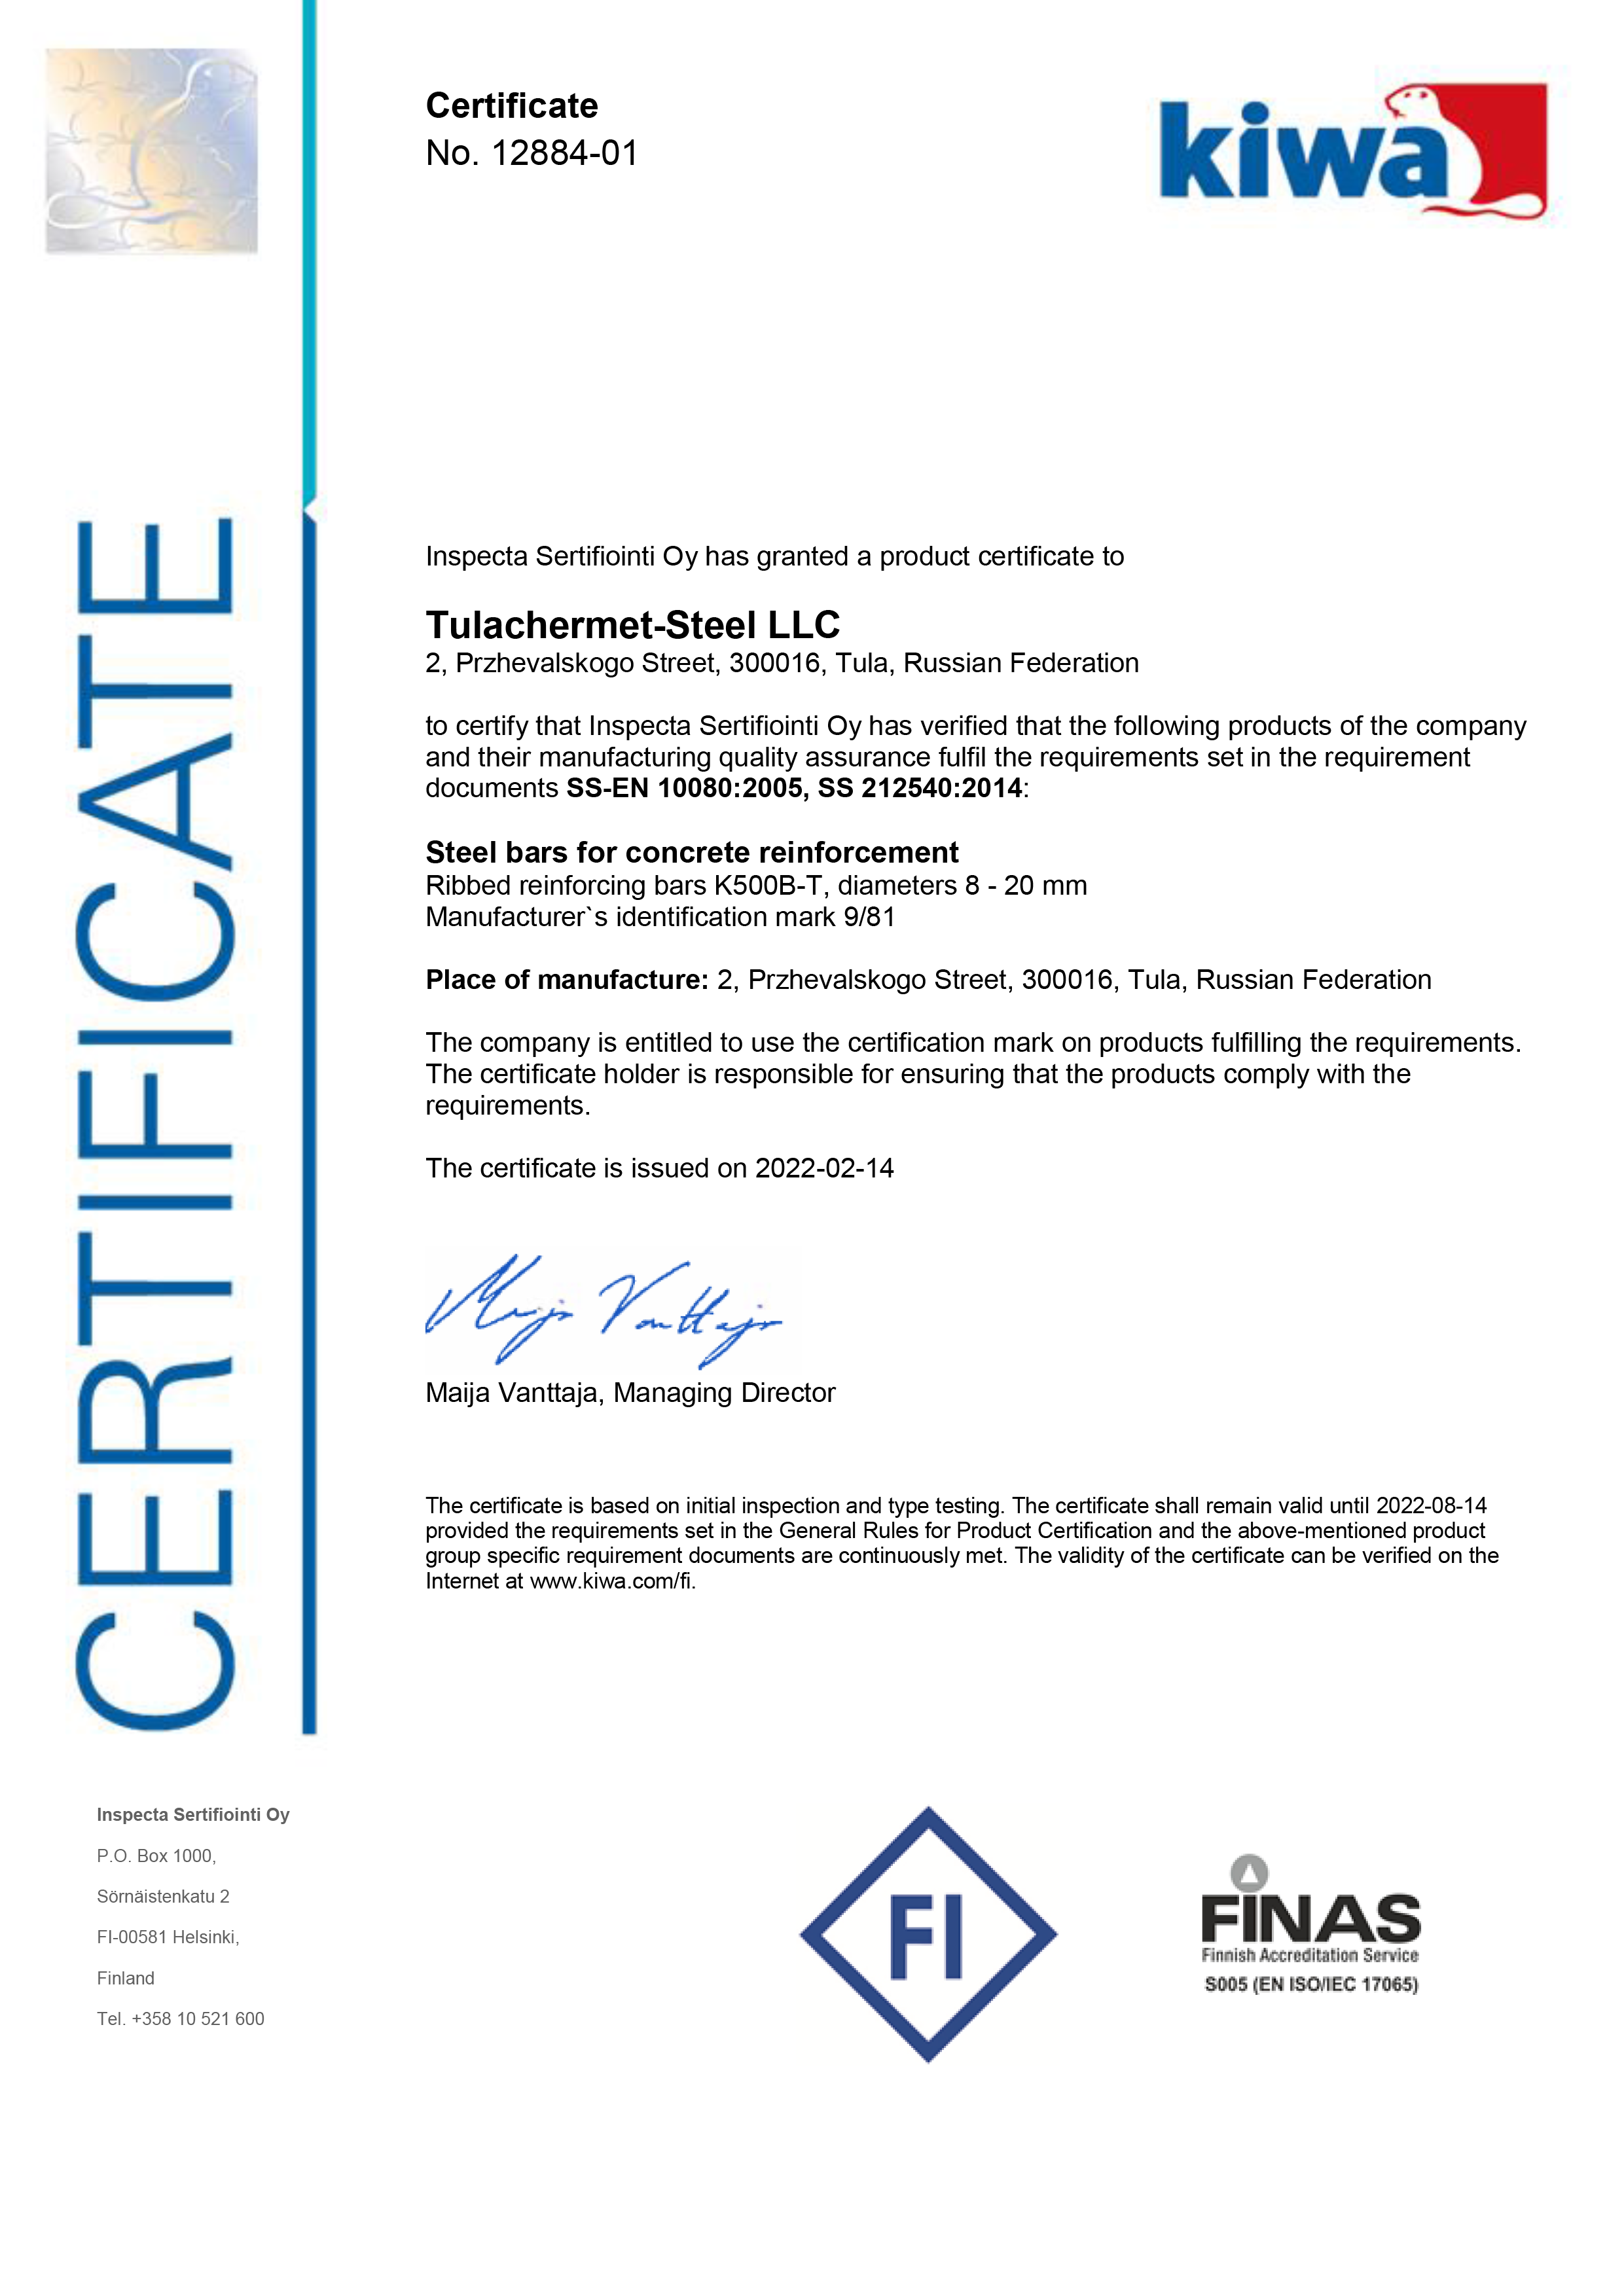 Certificate
No. 12884-01
kiwa
CERTIFICATE
Inspecta Sertifiointi Oy has granted a product certificate to
Tulachermet-Steel LLC
2, Przhevalskogo Street, 300016, Tula, Russian Federation
to certify that Inspecta Sertifiointi Oy has verified that the following products of the company
and their manufacturing quality assurance fulfil the requirements set in the requirement
documents SS-EN 10080:2005, SS 212540:2014:
Steel bars for concrete reinforcement
Ribbed reinforcing bars K500B-T, diameters 8 - 20 mm
Manufacturer`s identification mark 9/81
Place of manufacture: 2, Przhevalskogo Street, 300016, Tula, Russian Federation
The company is entitled to use the certification mark on products fulfilling the requirements.
The certificate holder is responsible for ensuring that the products comply with the
requirements.
The certificate is issued on 2022-02-14
Maija Vanttaja
Maija Vanttaja, Managing Director
The certificate is based on initial inspection and type testing. The certificate shall remain valid until 2022-08-14
provided the requirements set in the General Rules for Product Certification and the above-mentioned product
group specific requirement documents are continuously met. The validity of the certificate can be verified on the
Internet at www.kiwa.com/fi.
Inspecta Sertifiointi Oy
P.O. Box 1000,
Sörnäistenkatu 2
FI-00581 Helsinki,
Finland
Tel. +358 10 521 600
FI
FINAS
Finnish Accreditation Service
S005 (EN ISO/IEC 17065)